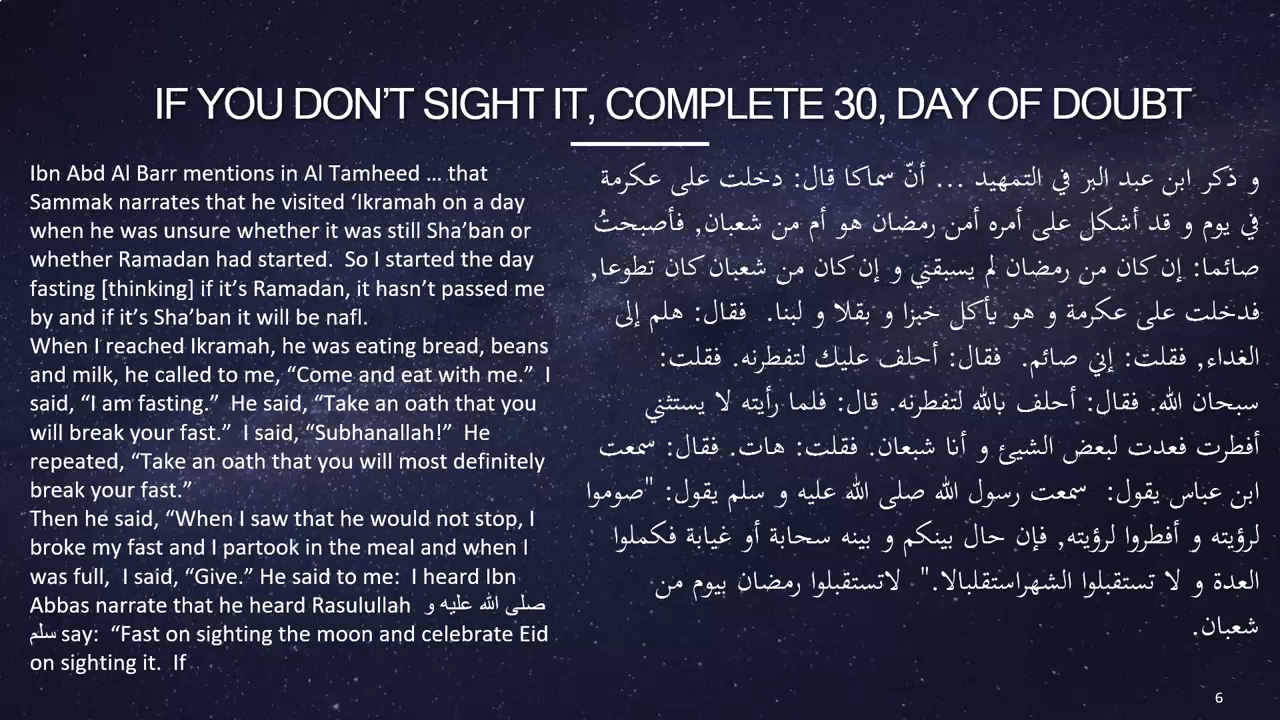 IF YOU DON’T SIGHT IT, COMPLETE 30, DAY OF DOUBT
Ibn Abd Al Barr mentions in Al Tamheed … that
Sammak narrates that he visited ‘Ikramah on a day
when he was unsure whether it was still Sha’ban or
whether Ramadan had started.  So I started the day
fasting [thinking] if it’s Ramadan, it hasn’t passed me
by and if it’s Sha’ban it will be nafl.
When I reached Ikramah, he was eating bread, beans
and milk, he called to me, “Come and eat with me.”  I
said, “I am fasting.”  He said, “Take an oath that you
will break your fast.”  I said, “Subhanallah!”  He
repeated, “Take an oath that you will most definitely
break your fast.”
Then he said, “When I saw that he would not stop, I
broke my fast and I partook in the meal and when I
was full,  I said, “Give.” He said to me:  I heard Ibn
Abbas narrate that he heard Rasulullah صلى الله عليه و
سلم say:  “Fast on sighting the moon and celebrate Eid
on sighting it.  If
و ذكر ابن عبد البر في التمهيد ... أنّ سماكا قال: دخلت على عكرمة
في يوم و قد أشكل على أمره أمن رمضان هو أم من شعبان, فأصبحتُ
صائما: إن كان من رمضان لم يسبقني و إن كان من شعبان كان تطوعا,
فدخلت على عكرمة و هو يأكل خبزا و بقلا و لبنا.  فقال: هلم إلى
الغداء, فقلت: إني صائم.  فقال: أحلف عليك لتفطرنه. فقلت:
سبحان الله. فقال: أحلف بالله لتفطرنه. قال: فلما رأيته لا يستثني
أفطرت فعدت لبعض الشيئ و أنا شبعان. فقلت: هات. فقال: سمعت
ابن عباس يقول:  سمعت رسول الله صلى الله عليه و سلم يقول: "صوموا
لرؤيته و أفطروا لرؤيته, فإن حال بينكم و بينه سحابة أو غيابة فكملوا
العدة و لا تستقبلوا الشهراستقلبالا."  لاتستقبلوا رمضان بيوم من
شعبان.
6